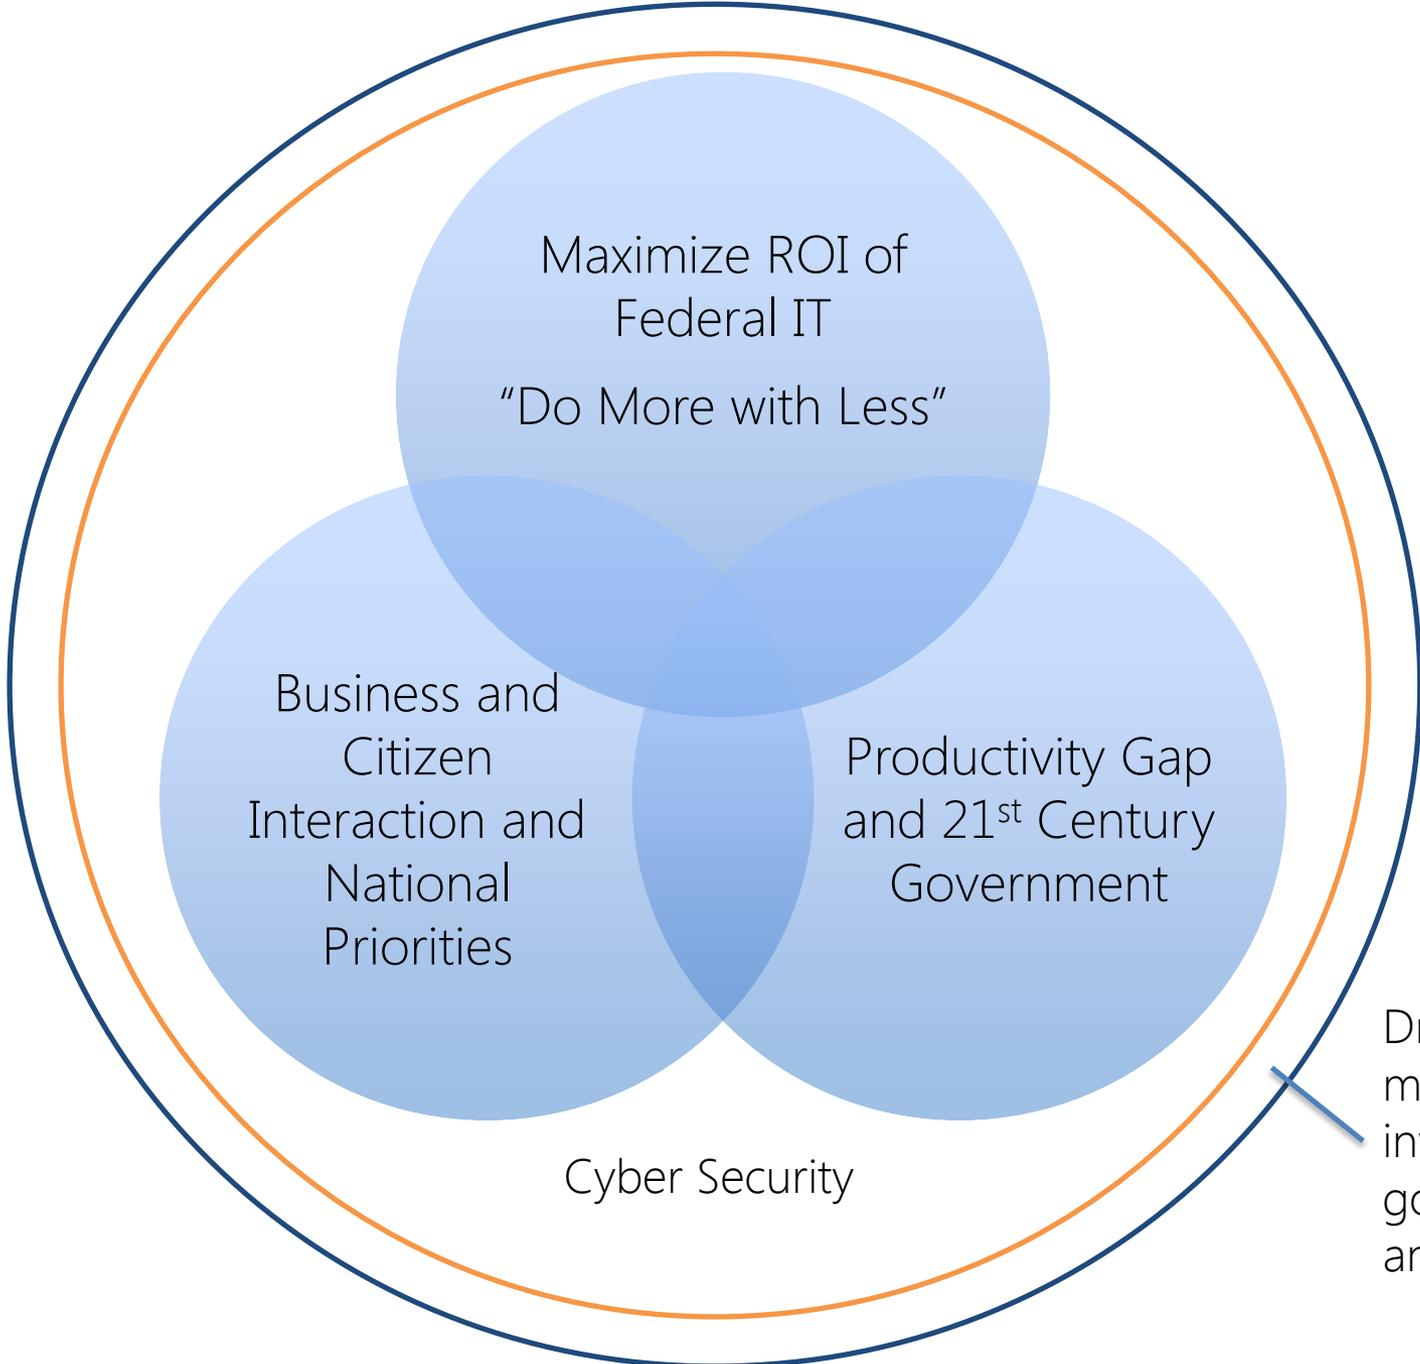 Maximize ROI of
Federal IT
“Do More with Less”
Business and
Citizen
Interaction and
National
Priorities
Productivity Gap
and 21st Century
Government
Cyber Security